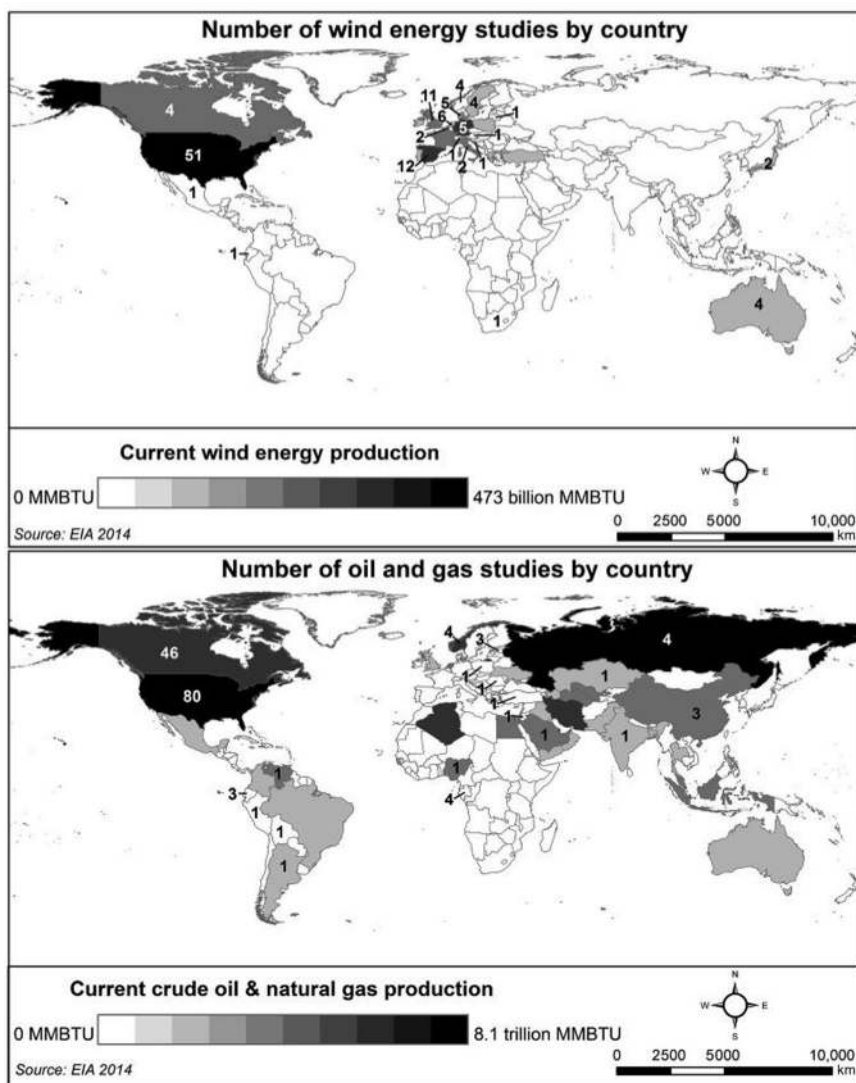 Number of wind energy studies by country
4
11
5
4
4
6
1
51
5
2
1
2
12
1
2
1
1
1
4
1
Current wind energy production
0 MMBTU
473 billion MMBTU
Source: EIA 2014
N
W
E
S
0 2500 5000 10,000
km
Number of oil and gas studies by country
4
3
4
46
1
1
80
1
3
1
1
1
1
1
1
3
4
1
1
1
Current crude oil & natural gas production
0 MMBTU
8.1 trillion MMBTU
Source: EIA 2014
N
W
E
S
0 2500 5000 10,000
km